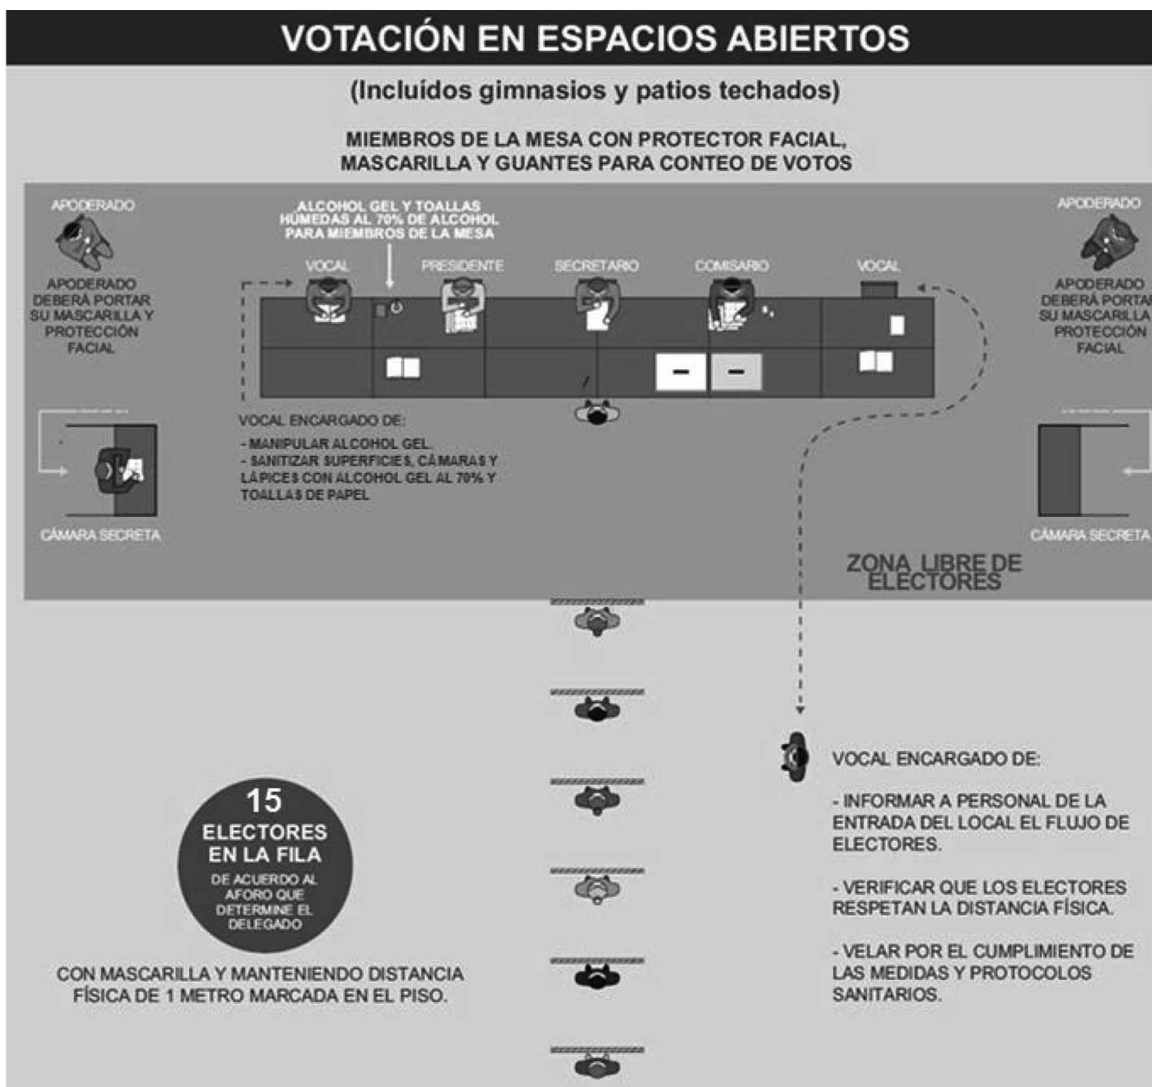 VOTACIÓN EN ESPACIOS ABIERTOS
(Incluídos gimnasios y patios techados)
MIEMBROS DE LA MESA CON PROTECTOR FACIAL,
MASCARILLA Y GUANTES PARA CONTEO DE VOTOS
APODERADO
APODERADO
DEBERÁ PORTAR
SU MASCARILLA Y
PROTECCIÓN
FACIAL
ALCOHOL GEL Y TOALLAS
HÚMEDAS AL 70% DE ALCOHOL
PARA MIEMBROS DE LA MESA
VOCAL
PRESIDENTE
SECRETARIO
COMISARIO
VOCAL
APODERADO
APODERADO
DEBERÁ PORTAR
SU MASCARILLA
PROTECCIÓN
FACIAL
VOCAL ENCARGADO DE:
- MANIPULAR ALCOHOL GEL.
- SANITIZAR SUPERFICIES, CÁMARAS Y
LÁPICES CON ALCOHOL GEL AL 70% Y
TOALLAS DE PAPEL
CÁMARA SECRETA
CÁMARA SECRETA
ZONA LIBRE DE
ELECTORES
15
ELECTORES
EN LA FILA
DE ACUERDO AL
AFORO QUE
DETERMINE EL
DELEGADO
CON MASCARILLA Y MANTENIENDO DISTANCIA
FÍSICA DE 1 METRO MARCADA EN EL PISO.
VOCAL ENCARGADO DE:
- INFORMAR A PERSONAL DE LA
ENTRADA DEL LOCAL EL FLUJO DE
ELECTORES.
- VERIFICAR QUE LOS ELECTORES
RESPETAN LA DISTANCIA FÍSICA.
- VELAR POR EL CUMPLIMIENTO DE
LAS MEDIDAS Y PROTOCOLOS
SANITARIOS.